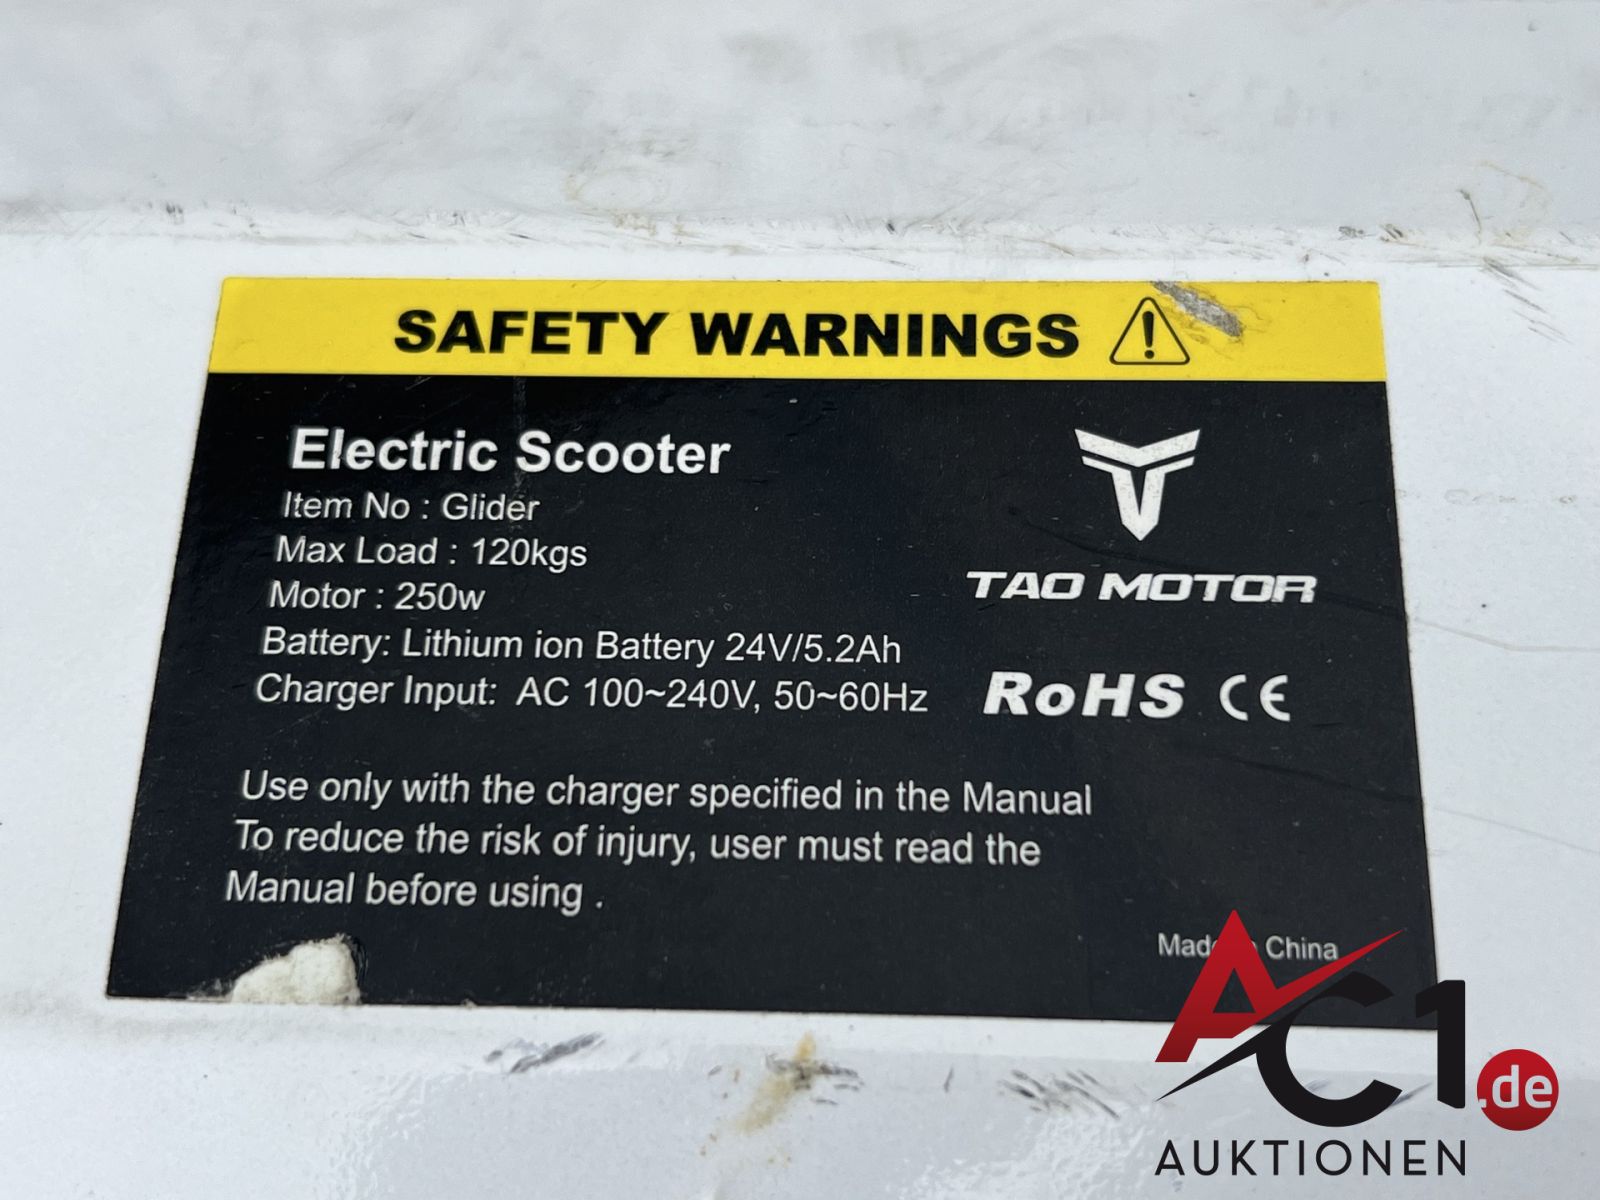 SAFETY WARNINGS
Electric Scooter
Item No : Glider
Max Load : 120kgs
Motor : 250w
Battery: Lithium ion Battery 24V/5.2Ah
Charger Input: AC 100~240V, 50~60Hz
TAO MOTOR
RoHS CE
Use only with the charger specified in the Manual
To reduce the risk of injury, user must read the
Manual before using .
Made China
AC1.de
AUKTIONEN